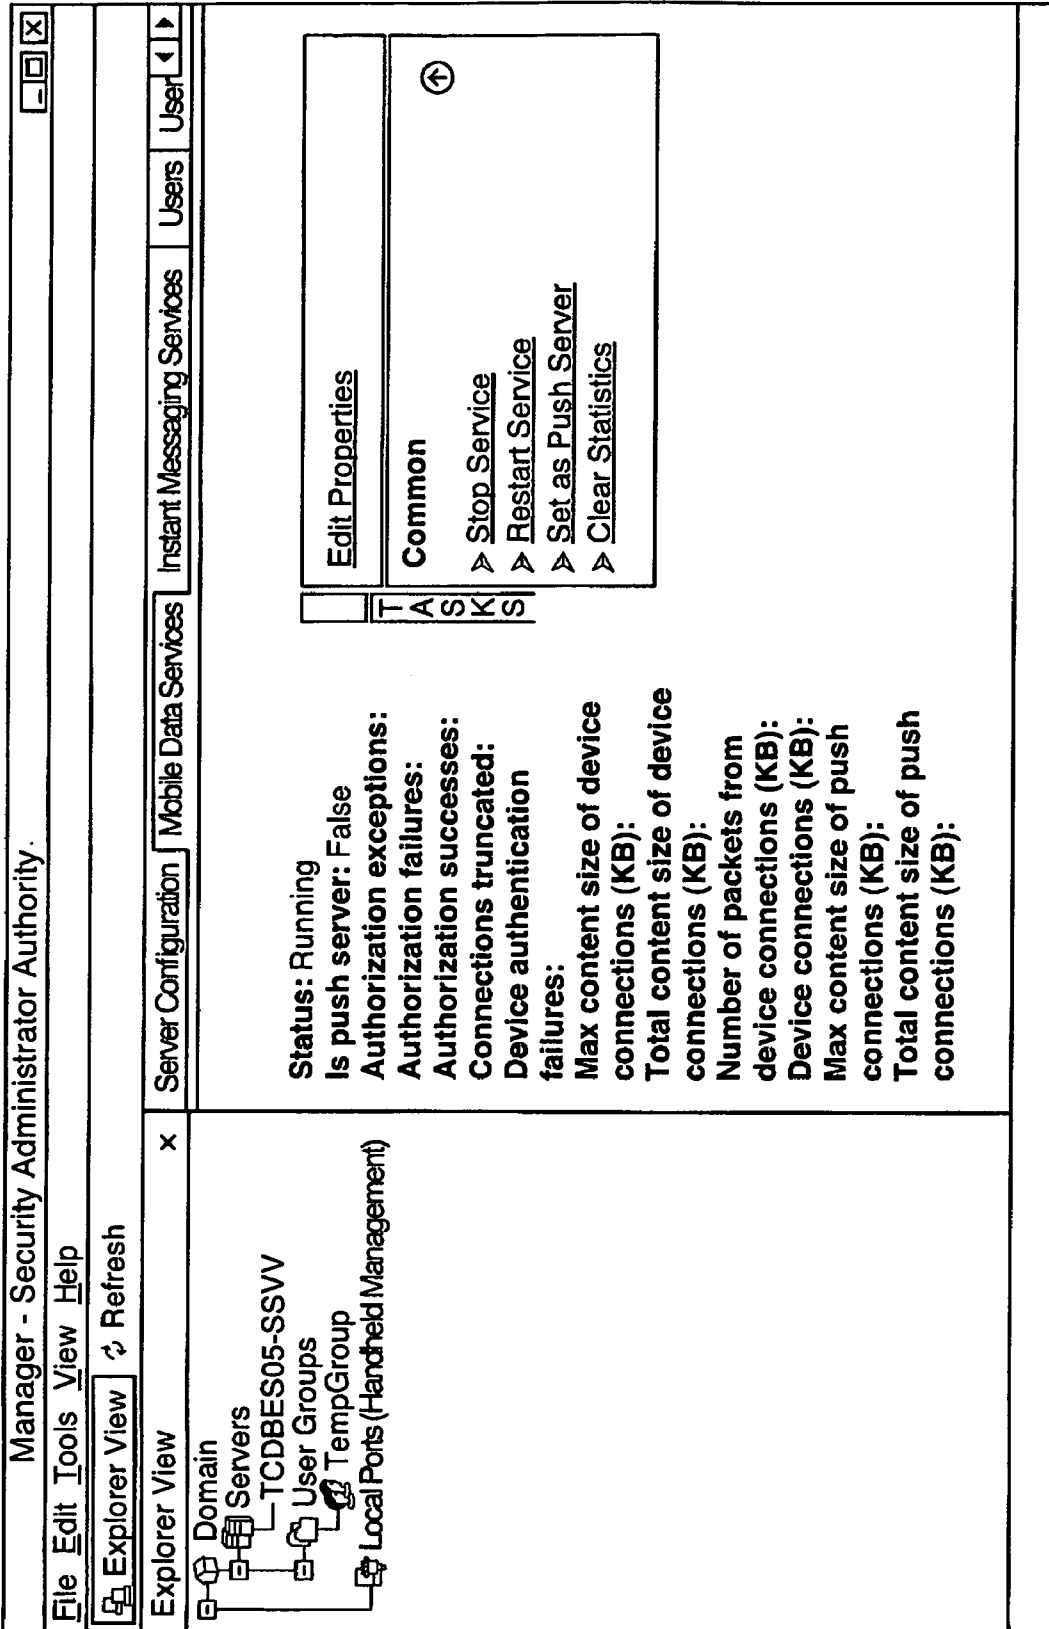 Manager - Security Administrator Authority.
File Edit Tools View Help
Explorer View Refresh
Explorer View x
Domain
Servers
TCDBES05-SSVV
User Groups
TempGroup
Local Ports (Handheld Management)
Server Configuration Mobile Data Services Instant Messaging Services Users User
Status: Running
Is push server: False
Authorization exceptions:
Authorization failures:
Authorization successes:
Connections truncated:
Device authentication
failures:
Max content size of device
connections (KB):
Total content size of device
connections (KB):
Number of packets from
device connections (KB):
Device connections (KB):
Max content size of push
connections (KB):
Total content size of push
connections (KB):
TASKS
Edit Properties
Common
Stop Service
Restart Service
Set as Push Server
Clear Statistics